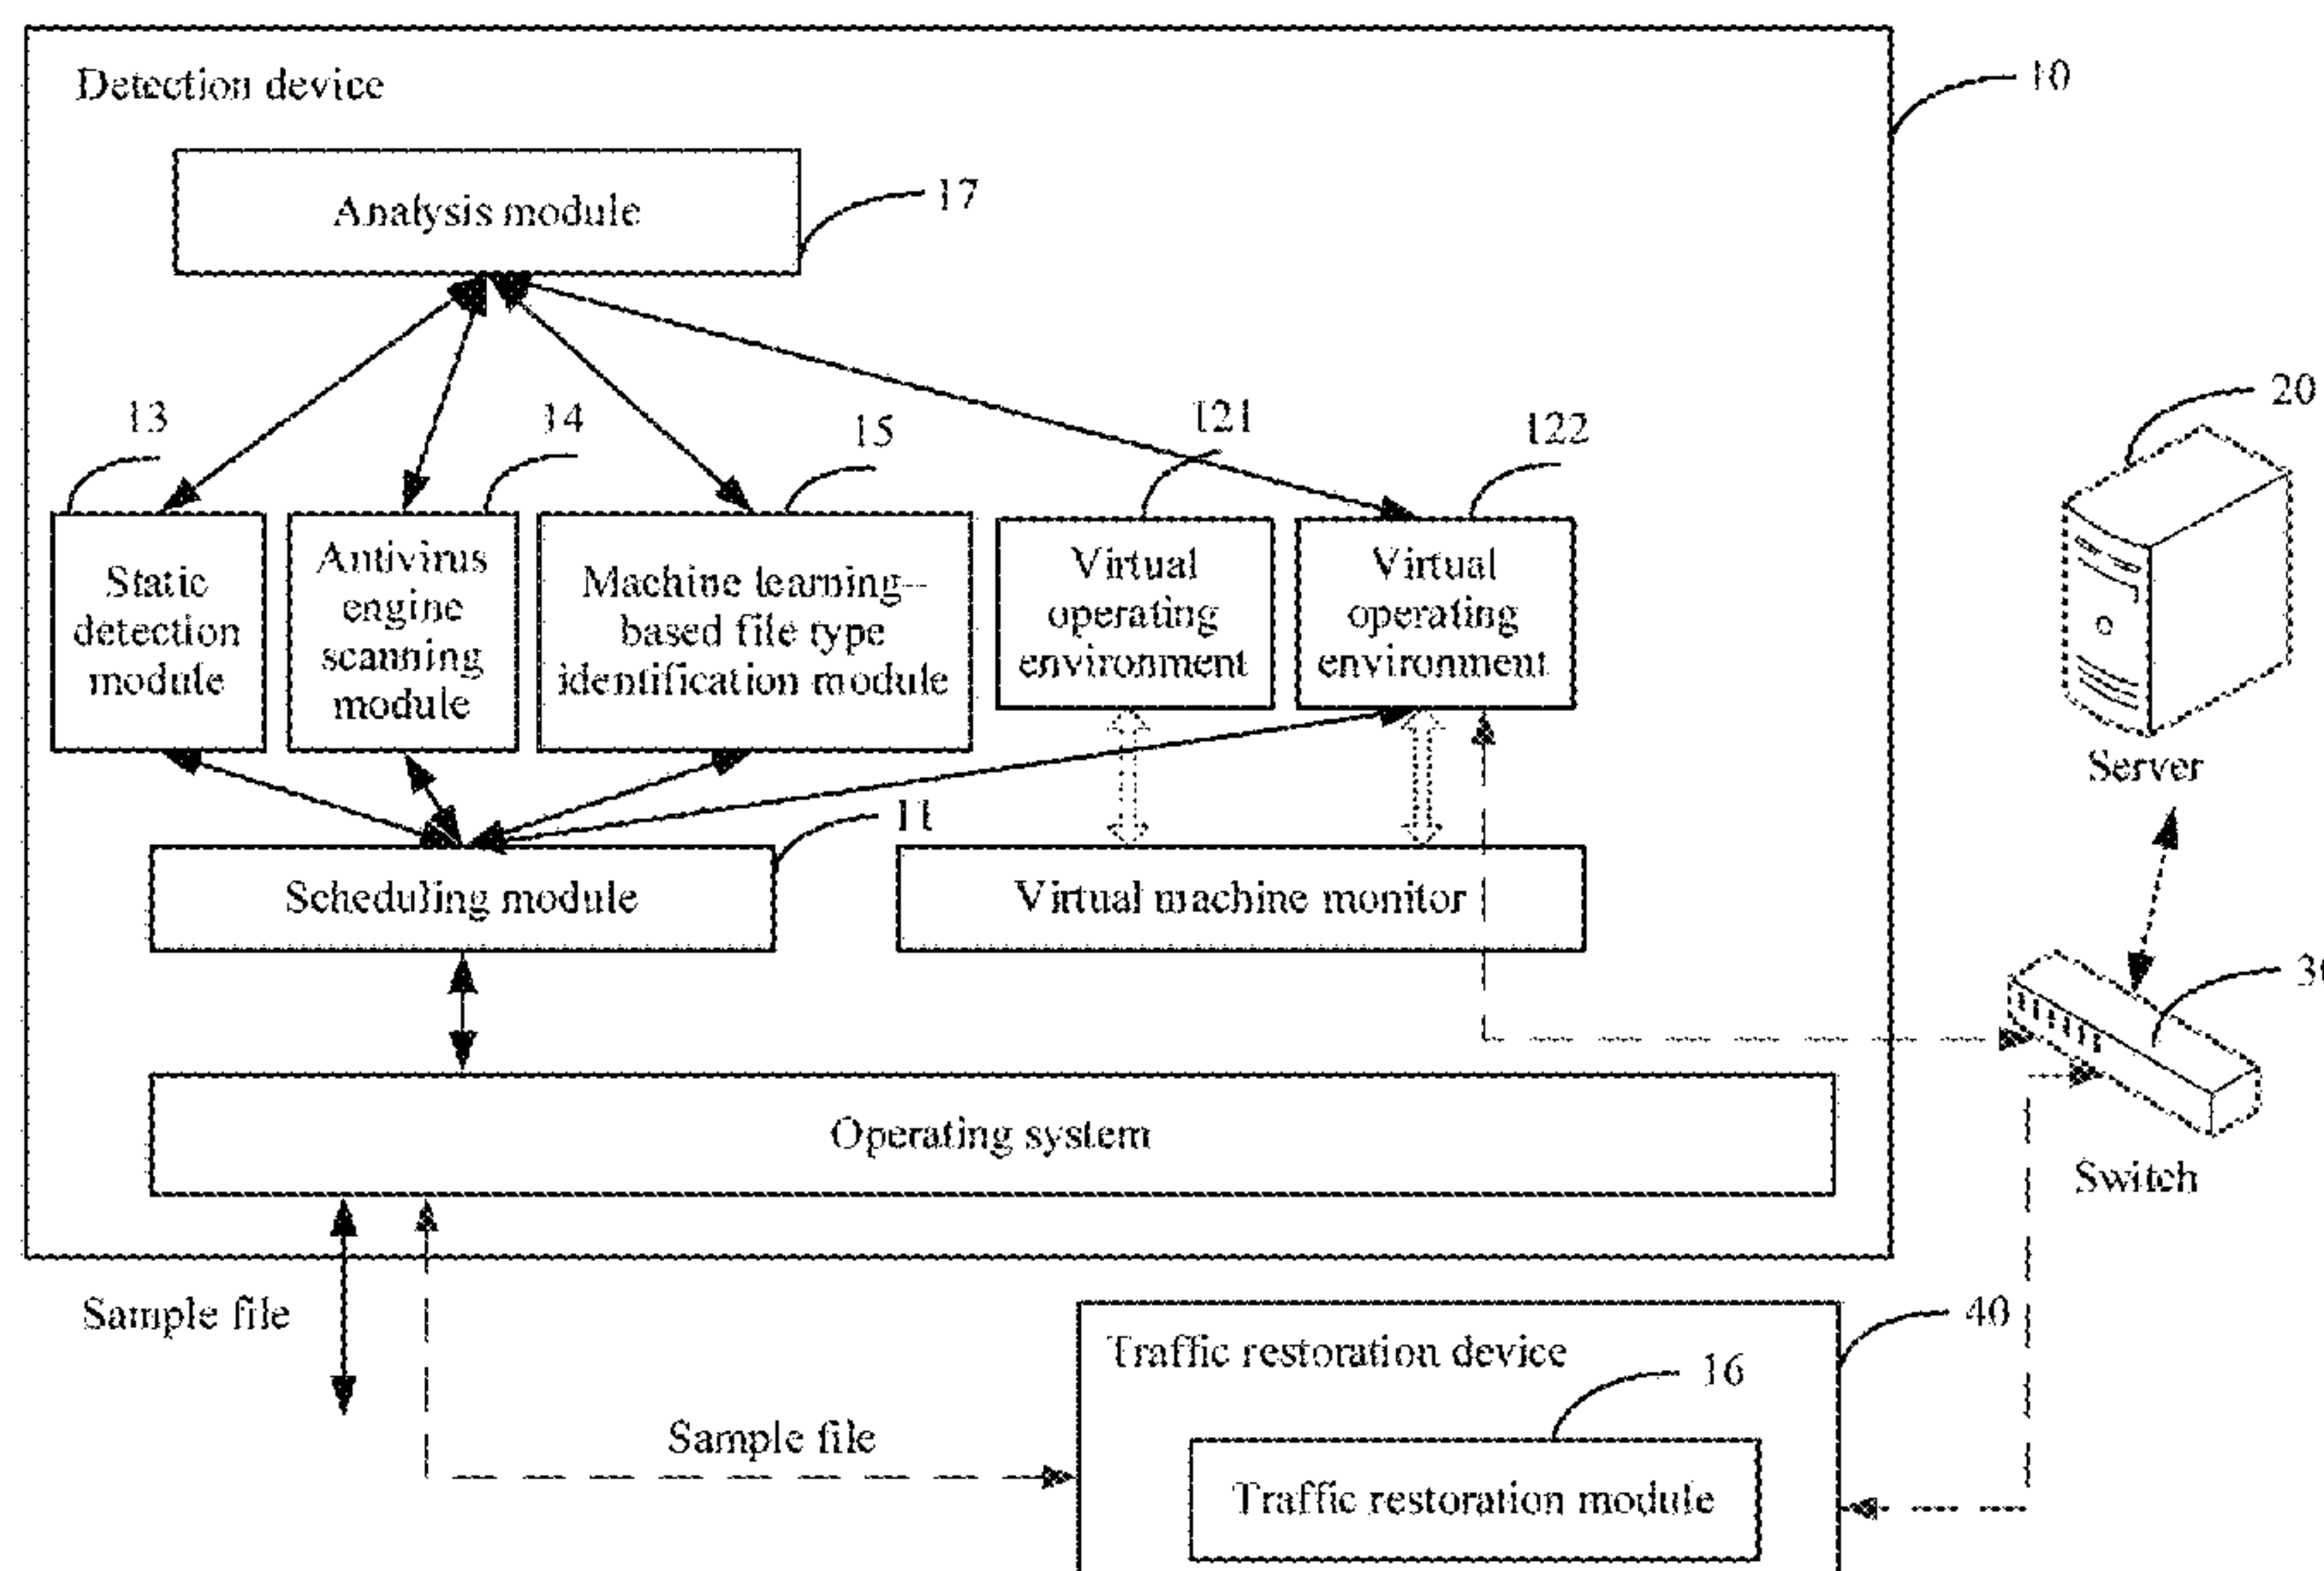 Detection device
10
Analysis module
17
13
14
15
121
122
20
Static
detection
module
Antivirus
engine
scanning
module
Machine learning-
based file type
identification module
Virtual
operating
environment
Virtual
operating
environment
Server
11
Scheduling module
Virtual machine monitor
30
Operating system
Switch
Sample file
40
Traffic restoration device
16
Sample file
Traffic restoration module